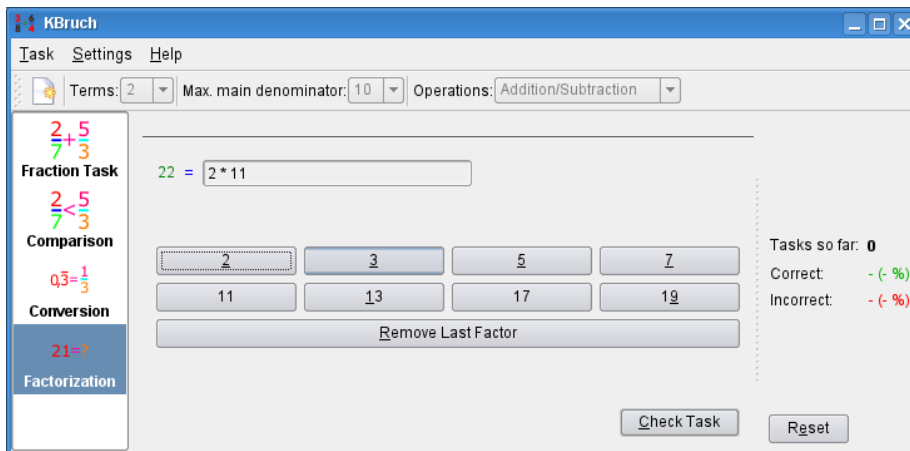 KBruch
Task Settings Help
Terms: 2 Max. main denominator: 10 Operations: Addition/Subtraction
2/7 + 5/3
Fraction Task
2/7 < 5/3
Comparison
0,3̅ = 1/3
Conversion
21=?
Factorization
22 = 2 * 11
2 3 5 7
11 13 17 19
Remove Last Factor
Check Task
Tasks so far: 0
Correct: - (- %)
Incorrect: - (- %)
Reset